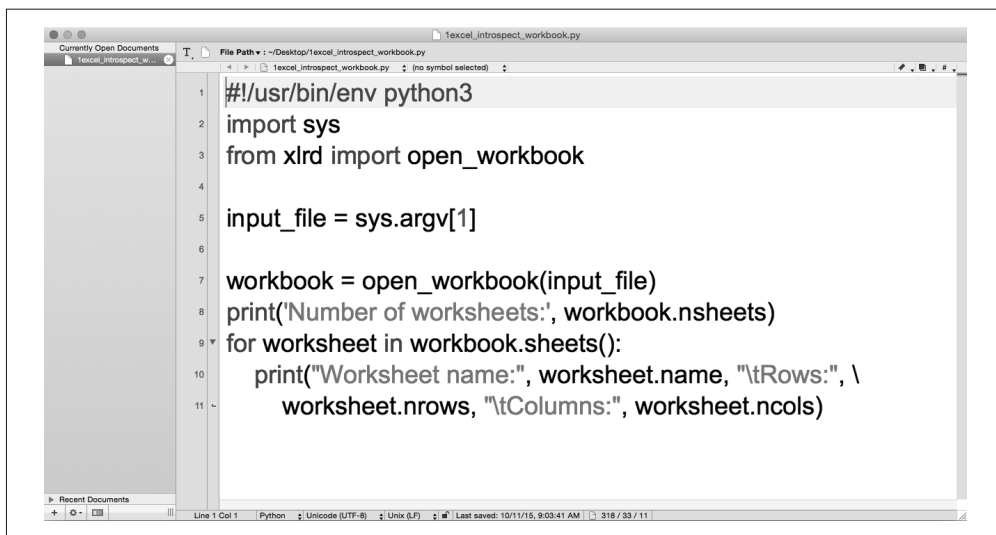 1excel_introspect_workbook.py
Currently Open Documents
1excel_introspect_w...
File Path ▾ : ~/Desktop/1excel_introspect_workbook.py
1excel_introspect_workbook.py (no symbol selected)
1 #!/usr/bin/env python3
2 import sys
3 from xlrd import open_workbook
4
5 input_file = sys.argv[1]
6
7 workbook = open_workbook(input_file)
8 print('Number of worksheets:', workbook.nsheets)
9 for worksheet in workbook.sheets():
10     print("Worksheet name:", worksheet.name, "\tRows:", \
11         worksheet.nrows, "\tColumns:", worksheet.ncols)
Recent Documents
Line 1 Col 1 Python Unicode (UTF-8) Unix (LF) Last saved: 10/11/15, 9:03:41 AM 318 / 33 / 11